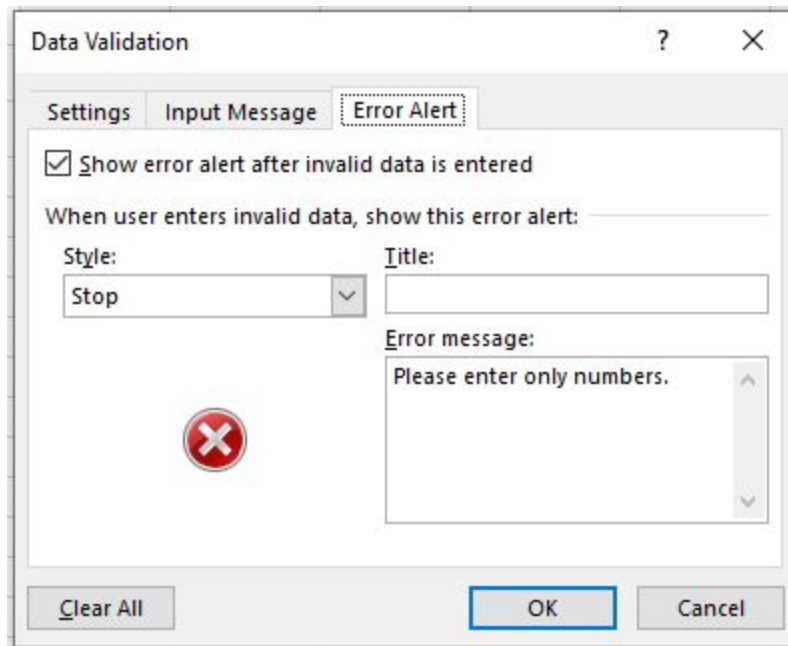 Data Validation ?
Settings Input Message Error Alert
Show error alert after invalid data is entered
When user enters invalid data, show this error alert:
Style: Title:
Stop
Error message:
Please enter only numbers.
Clear All OK Cancel